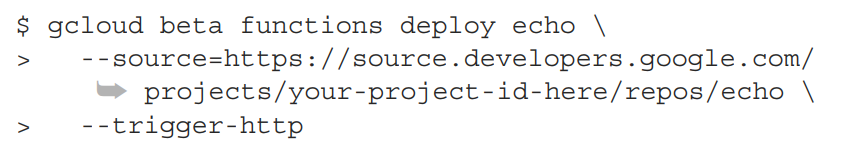 $ gcloud beta functions deploy echo \
>   --source=https://source.developers.google.com/
➥ projects/your-project-id-here/repos/echo \
>   --trigger-http